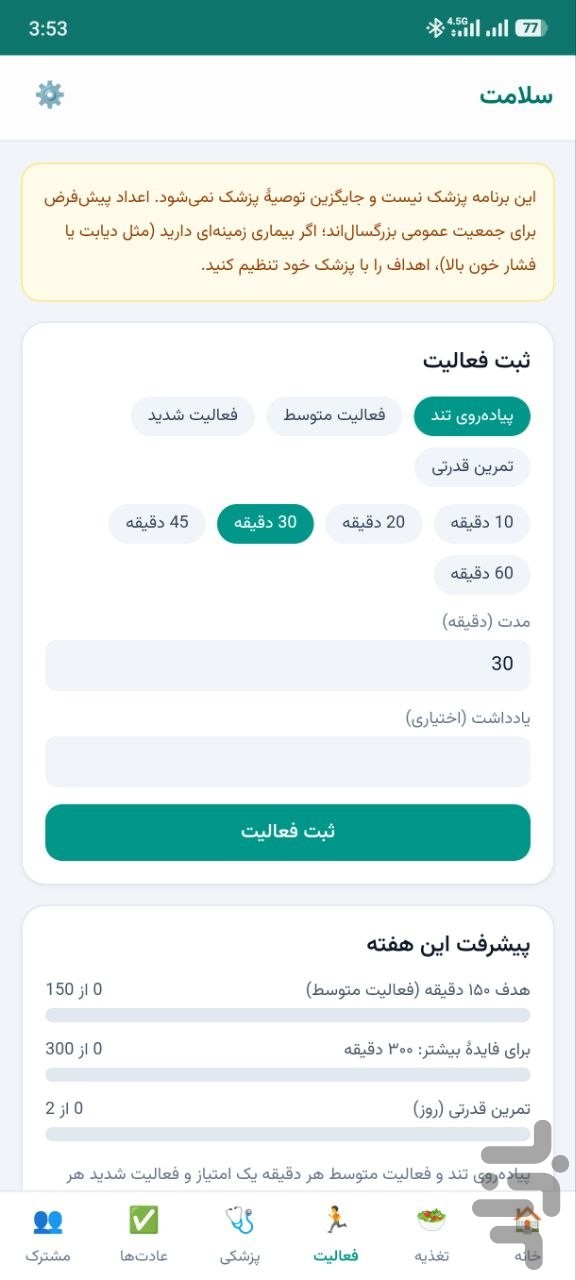 3:53
4.5G
77
سلامت
این برنامه پزشک نیست و جایگزین توصیهٔ پزشک نمی‌شود. اعداد پیش‌فرض
برای جمعیت عمومی بزرگسال‌اند؛ اگر بیماری زمینه‌ای دارید (مثل دیابت یا
فشار خون بالا)، اهداف را با پزشک خود تنظیم کنید.
ثبت فعالیت
پیاده‌روی تند فعالیت متوسط فعالیت شدید
تمرین قدرتی
10 دقیقه 20 دقیقه 30 دقیقه 45 دقیقه
60 دقیقه
مدت (دقیقه)
30
یادداشت (اختیاری)
ثبت فعالیت
پیشرفت این هفته
هدف ۱۵۰ دقیقه (فعالیت متوسط) 0 از 150
برای فایدهٔ بیشتر: ۳۰۰ دقیقه 0 از 300
تمرین قدرتی (روز) 0 از 2
پیاده‌روی تند و فعالیت متوسط هر دقیقه یک امتیاز و فعالیت شدید هر
خانه تغذیه فعالیت پزشکی عادت‌ها مشترک